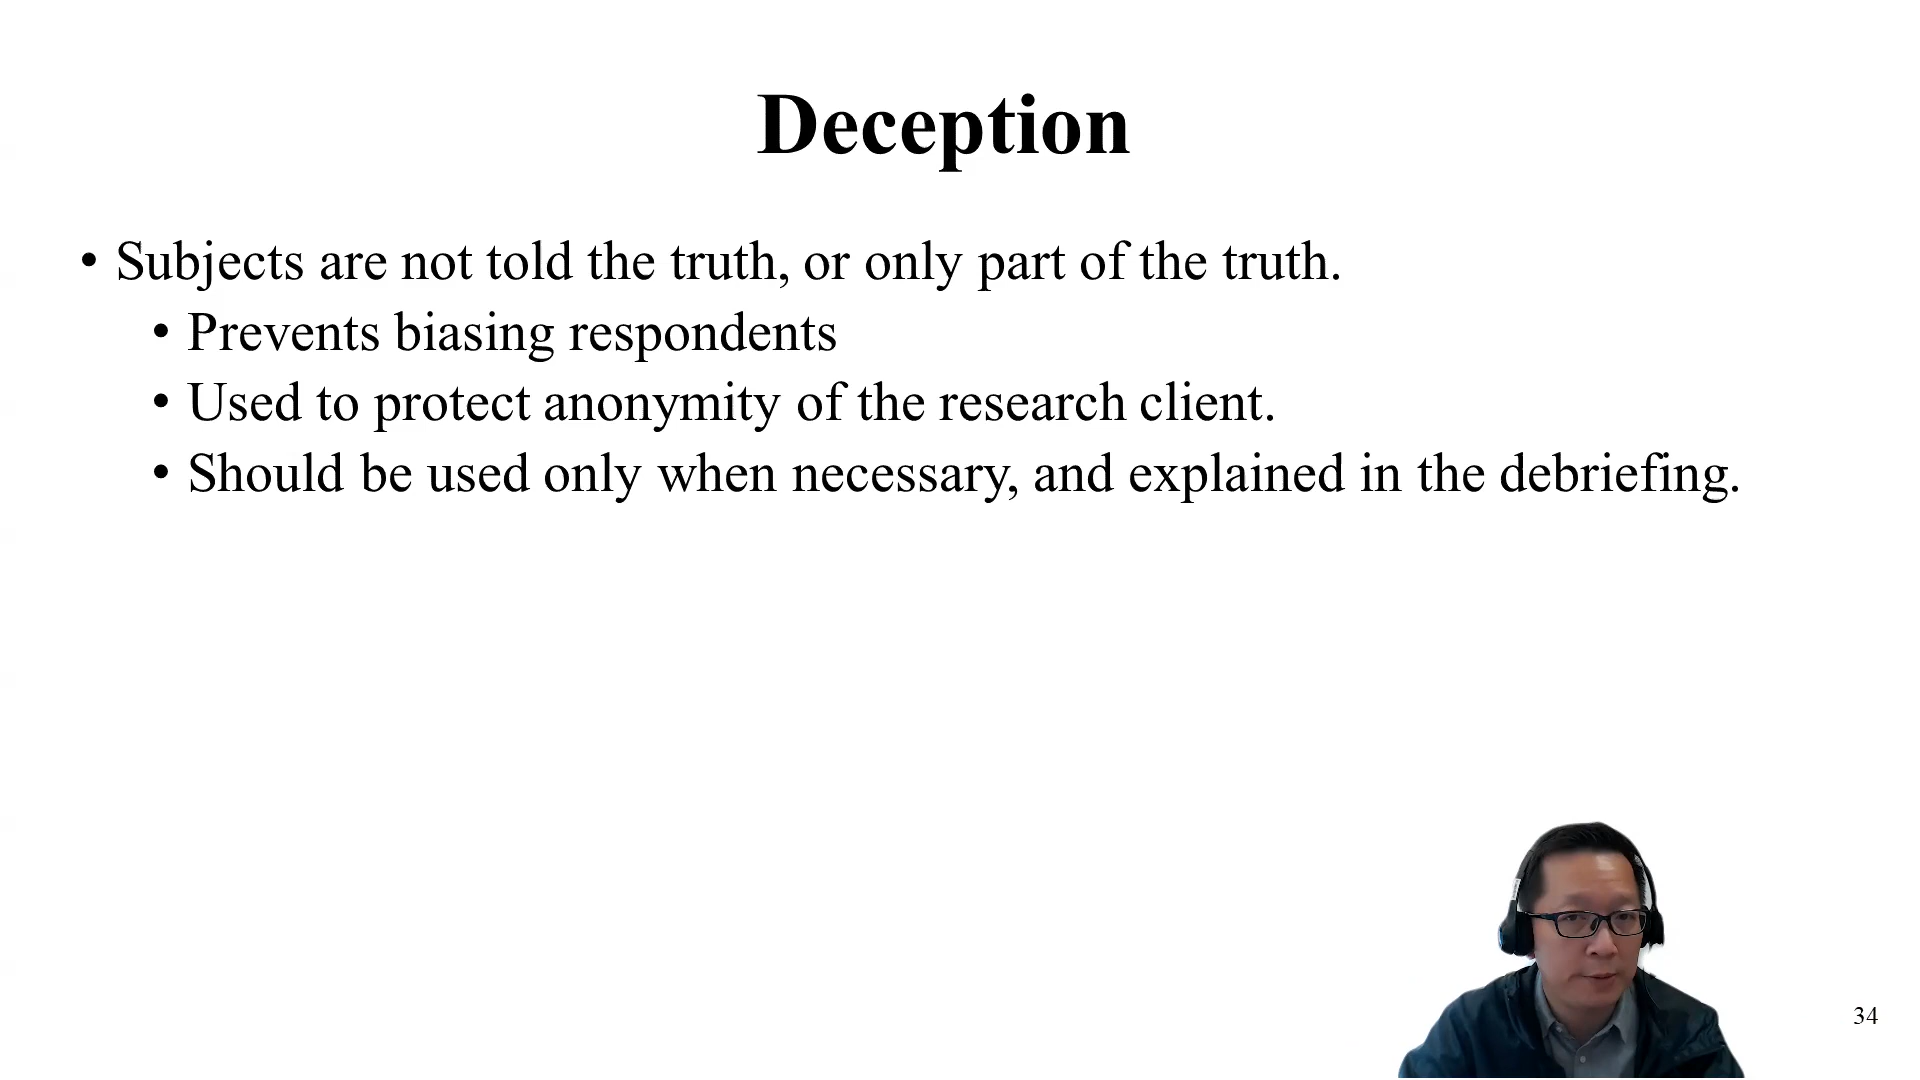 Deception
• Subjects are not told the truth, or only part of the truth.
• Prevents biasing respondents
• Used to protect anonymity of the research client.
• Should be used only when necessary, and explained in the debriefing.
34